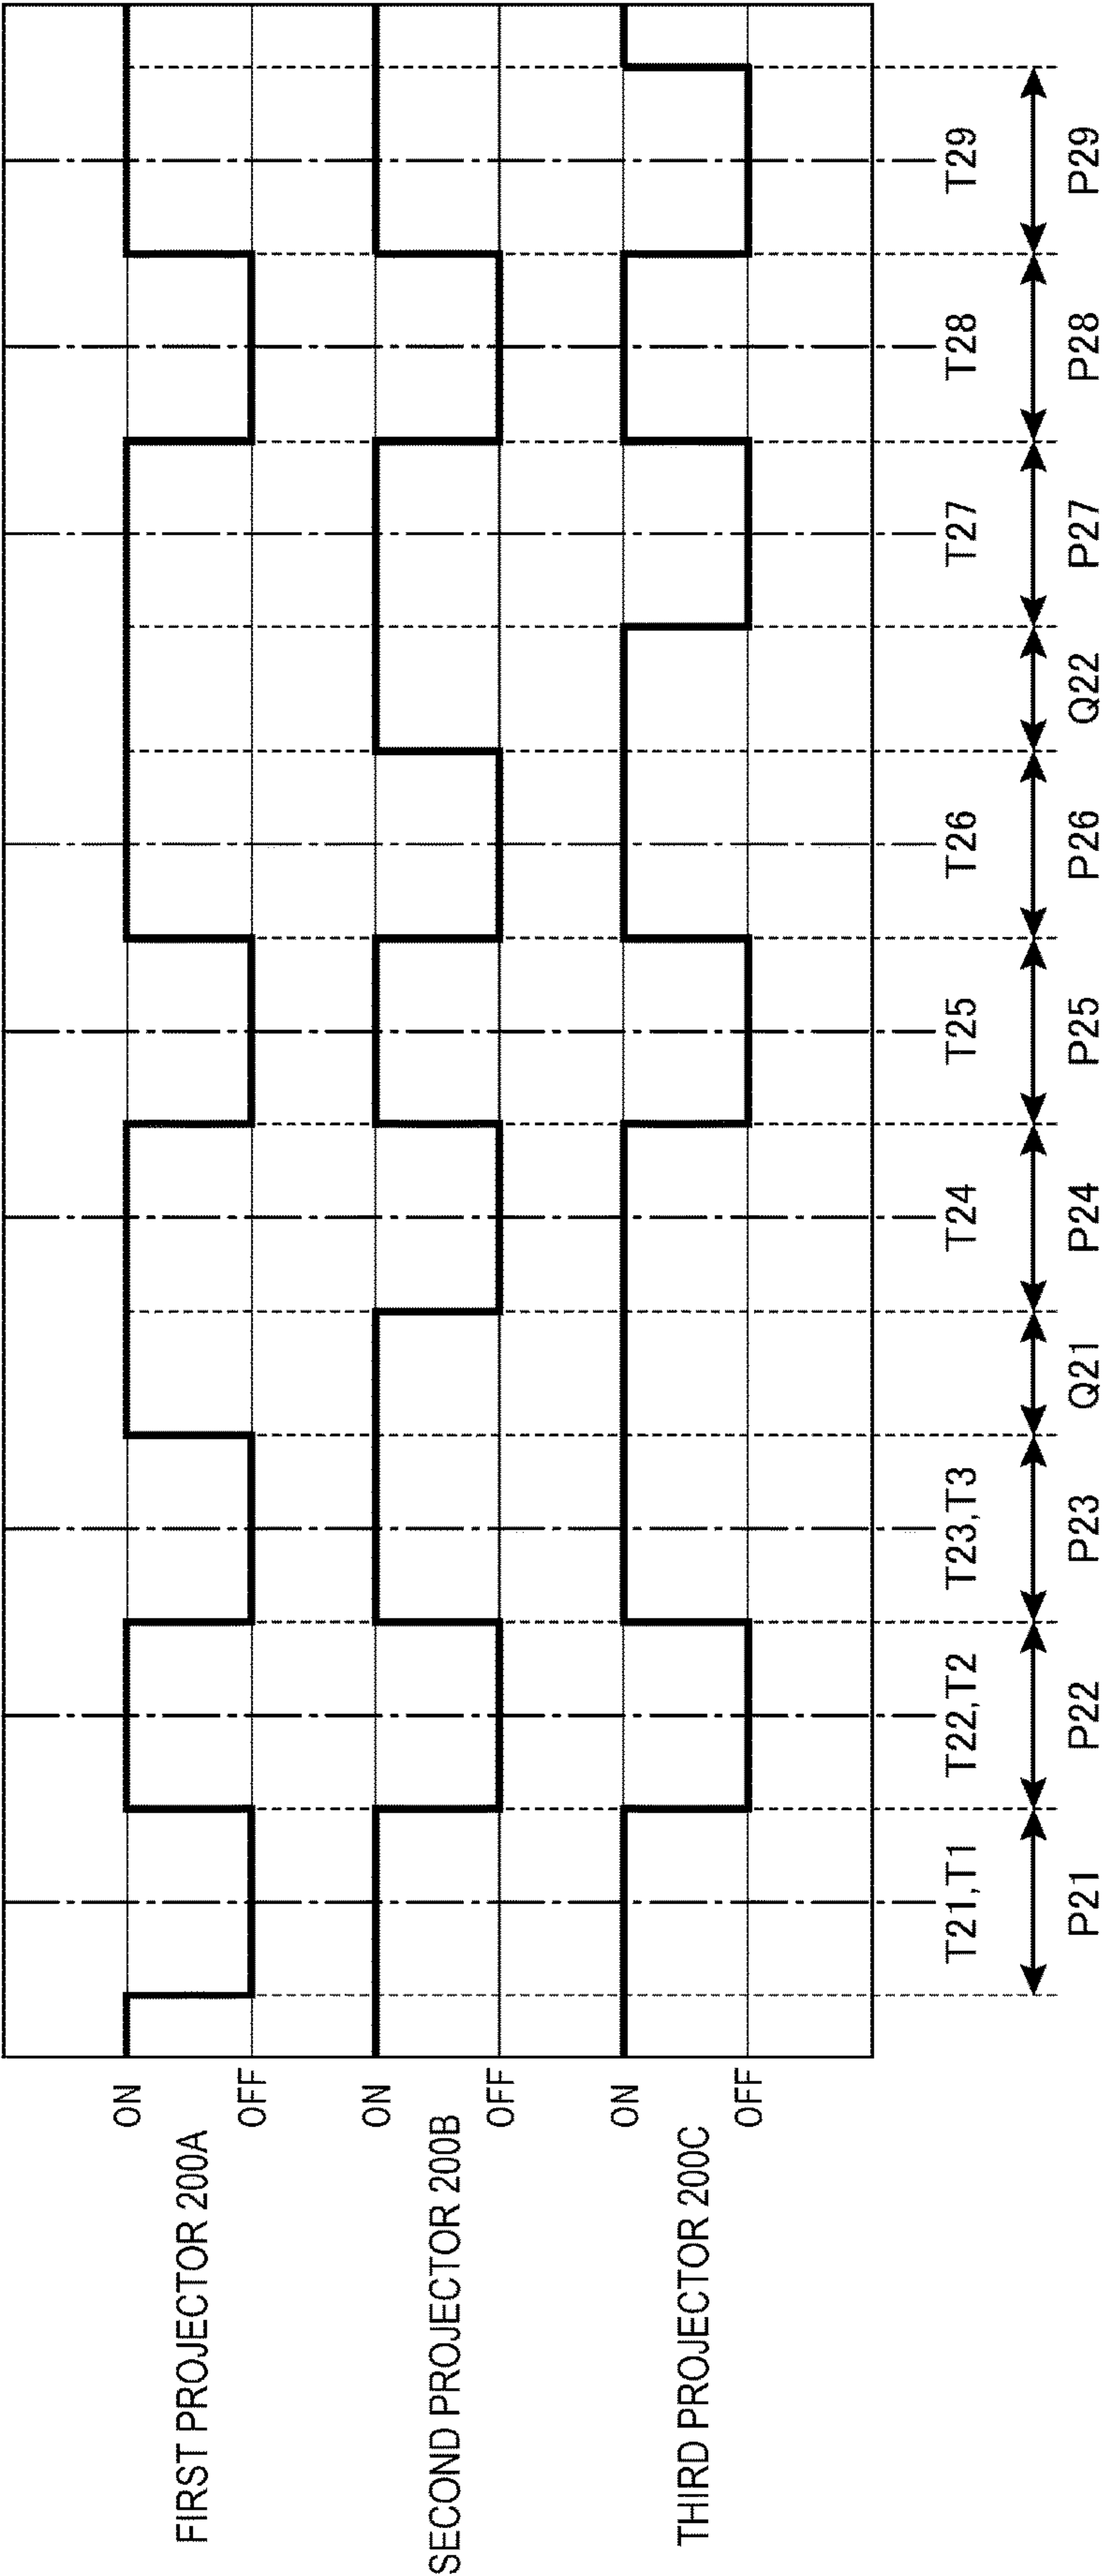 ON
FIRST PROJECTOR 200A
OFF
ON
SECOND PROJECTOR 200B
OFF
ON
THIRD PROJECTOR 200C
OFF
T21,T1 T22,T2 T23,T3 T24 T25 T26 T27 T28 T29
P21 P22 P23 Q21 P24 P25 P26 Q22 P27 P28 P29